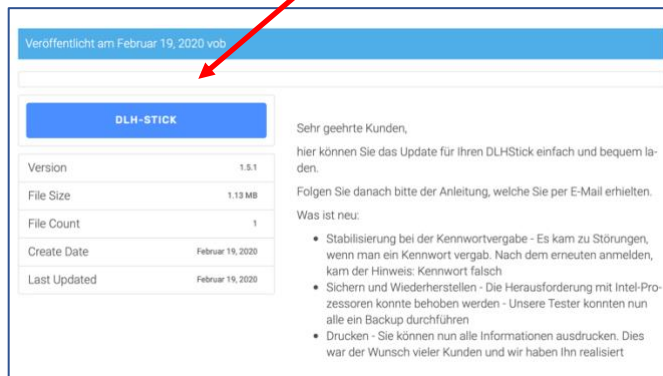 Veröffentlicht am Februar 19, 2020 vob
DLH-STICK
Version 1.5.1
File Size 1.13 MB
File Count 1
Create Date Februar 19, 2020
Last Updated Februar 19, 2020
Sehr geehrte Kunden,
hier können Sie das Update für Ihren DLHStick einfach und bequem la-
den.
Folgen Sie danach bitte der Anleitung, welche Sie per E-Mail erhielten.
Was ist neu:
• Stabilisierung bei der Kennwortvergabe - Es kam zu Störungen,
wenn man ein Kennwort vergab. Nach dem erneuten anmelden,
kam der Hinweis: Kennwort falsch
• Sichern und Wiederherstellen - Die Herausforderung mit Intel-Pro-
zessoren konnte behoben werden - Unsere Tester konnten nun
alle ein Backup durchführen
• Drucken - Sie können nun alle Informationen ausdrucken. Dies
war der Wunsch vieler Kunden und wir haben Ihn realisiert